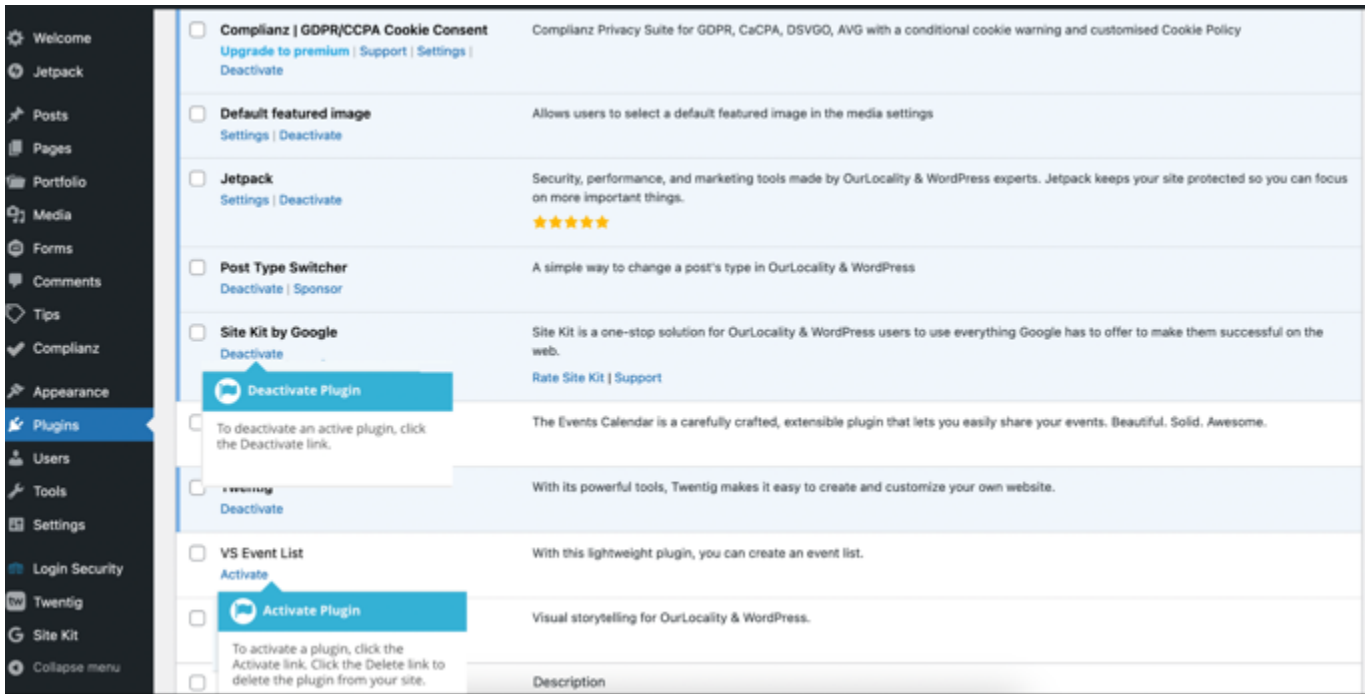 Welcome
Jetpack
Posts
Pages
Portfolio
Media
Forms
Comments
Tips
Complianz
Appearance
Plugins
Users
Tools
Settings
Login Security
tw Twentig
G Site Kit
Collapse menu
Complianz | GDPR/CCPA Cookie Consent
Upgrade to premium | Support | Settings |
Deactivate
Complianz Privacy Suite for GDPR, CaCPA, DSVGO, AVG with a conditional cookie warning and customised Cookie Policy
Default featured image
Settings | Deactivate
Allows users to select a default featured image in the media settings
Jetpack
Settings | Deactivate
Security, performance, and marketing tools made by OurLocality & WordPress experts. Jetpack keeps your site protected so you can focus
on more important things.
Post Type Switcher
Deactivate | Sponsor
A simple way to change a post's type in OurLocality & WordPress
Site Kit by Google
Deactivate
Site Kit is a one-stop solution for OurLocality & WordPress users to use everything Google has to offer to make them successful on the
web.
Rate Site Kit | Support
Deactivate Plugin
To deactivate an active plugin, click
the Deactivate link.
The Events Calendar is a carefully crafted, extensible plugin that lets you easily share your events. Beautiful. Solid. Awesome.
Twentig
Deactivate
With its powerful tools, Twentig makes it easy to create and customize your own website.
VS Event List
Activate
With this lightweight plugin, you can create an event list.
Activate Plugin
To activate a plugin, click the
Activate link. Click the Delete link to
delete the plugin from your site.
Visual storytelling for OurLocality & WordPress.
Description